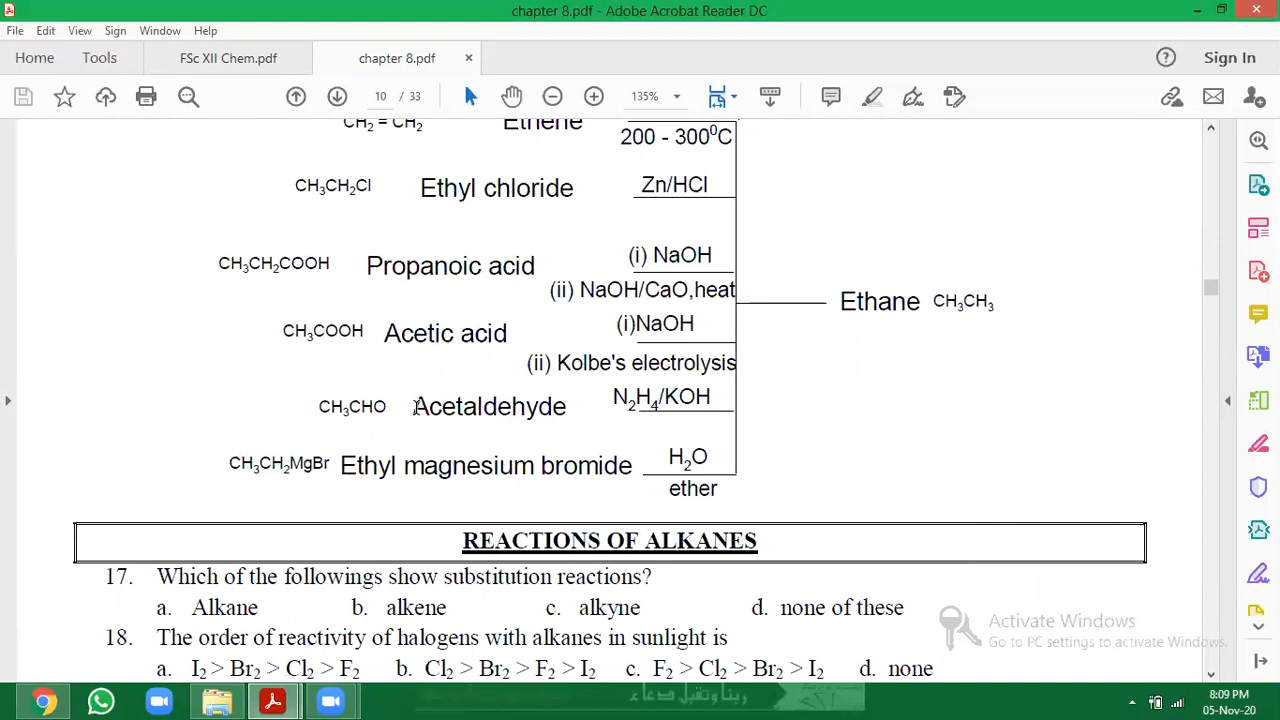 chapter 8.pdf - Adobe Acrobat Reader DC
File Edit View Sign Window Help
Home Tools FSc XII Chem.pdf chapter 8.pdf × Sign In
10 / 33 135%
CH₂ = CH₂ Ethene
200 - 300⁰C
CH₃CH₂Cl Ethyl chloride Zn/HCl
CH₃CH₂COOH Propanoic acid (i) NaOH
(ii) NaOH/CaO,heat
Ethane CH₃CH₃
CH₃COOH Acetic acid (i)NaOH
(ii) Kolbe's electrolysis
CH₃CHO Acetaldehyde N₂H₄/KOH
CH₃CH₂MgBr Ethyl magnesium bromide H₂O
ether
REACTIONS OF ALKANES
17. Which of the followings show substitution reactions?
a. Alkane b. alkene c. alkyne d. none of these
18. The order of reactivity of halogens with alkanes in sunlight is
a. I₂ > Br₂ > Cl₂ > F₂ b. Cl₂ > Br₂ > F₂ > I₂ c. F₂ > Cl₂ > Br₂ > I₂ d. none
Activate Windows
Go to PC settings to activate Windows.
ربنا وتقبل دعاء
8:09 PM
05-Nov-20